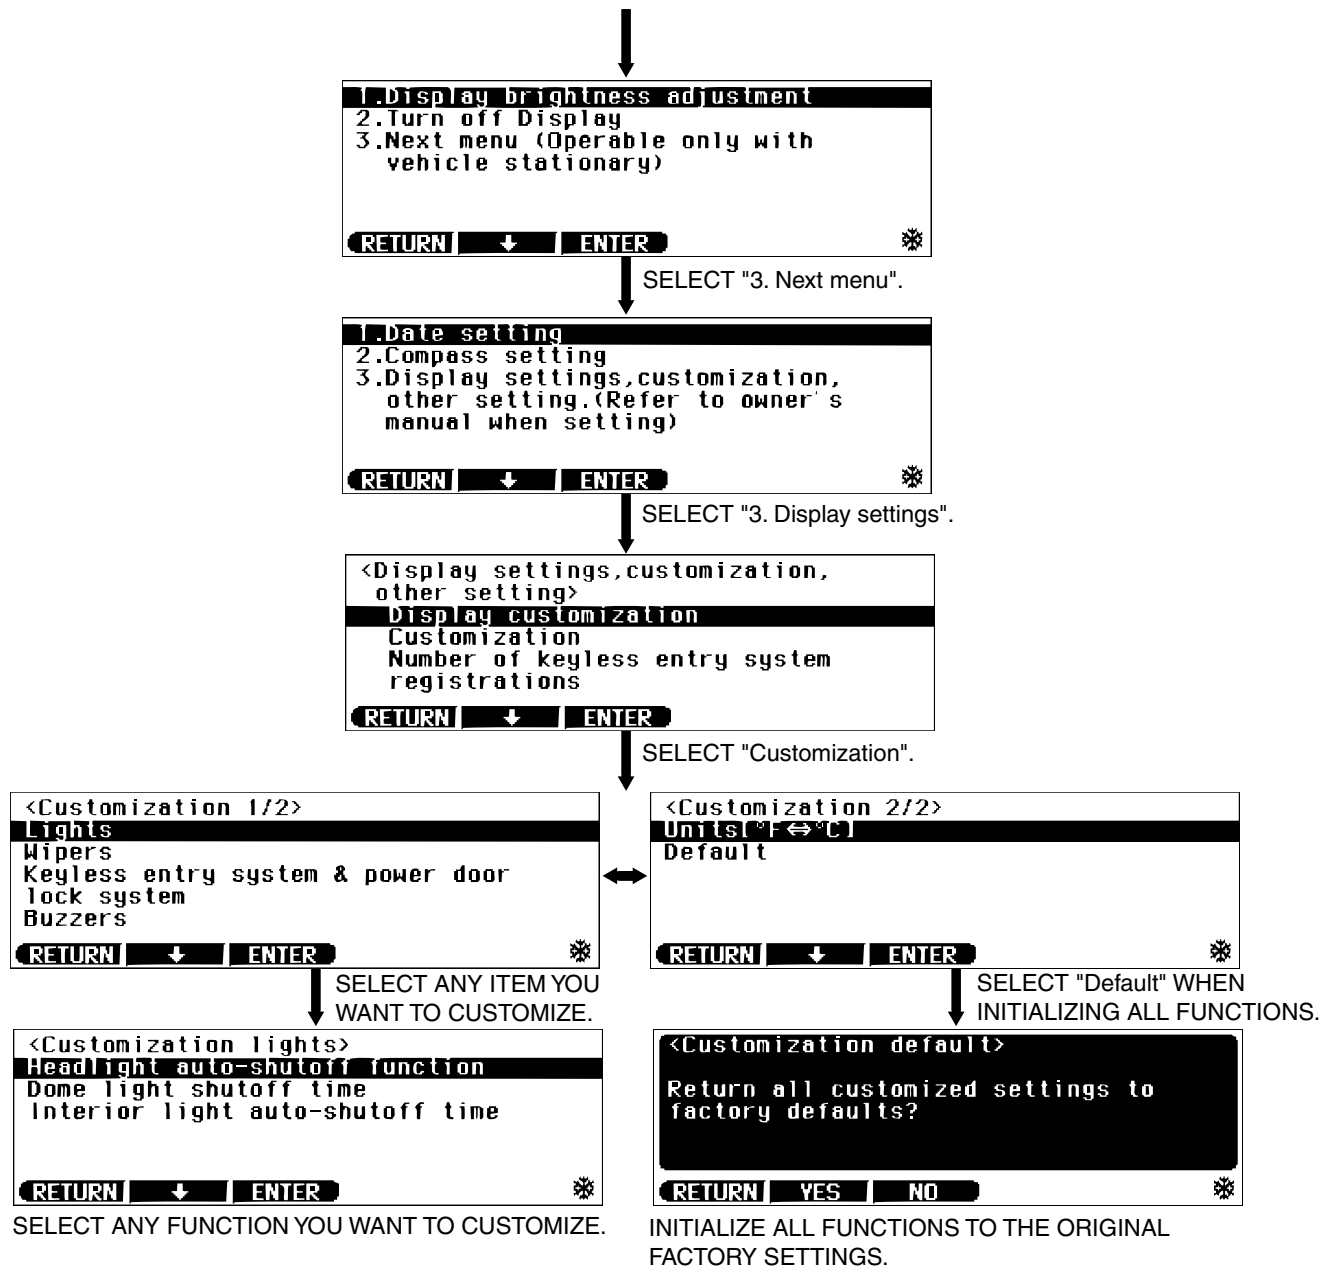 1.Display brightness adjustment
2.Turn off Display
3.Next menu (Operable only with
vehicle stationary)
RETURN ↓ ENTER
SELECT "3. Next menu".
1.Date setting
2.Compass setting
3.Display settings,customization,
other setting.(Refer to owner's
manual when setting)
RETURN ↓ ENTER
SELECT "3. Display settings".
<Display settings,customization,
other setting>
Display customization
Customization
Number of keyless entry system
registrations
RETURN ↓ ENTER
SELECT "Customization".
<Customization 1/2>
Lights
Wipers
Keyless entry system & power door
lock system
Buzzers
RETURN ↓ ENTER
<Customization 2/2>
Units[°F⇔°C]
Default
RETURN ↓ ENTER
SELECT ANY ITEM YOU
WANT TO CUSTOMIZE.
SELECT "Default" WHEN
INITIALIZING ALL FUNCTIONS.
<Customization lights>
Headlight auto-shutoff function
Dome light shutoff time
Interior light auto-shutoff time
RETURN ↓ ENTER
SELECT ANY FUNCTION YOU WANT TO CUSTOMIZE.
<Customization default>
Return all customized settings to
factory defaults?
RETURN YES NO
INITIALIZE ALL FUNCTIONS TO THE ORIGINAL
FACTORY SETTINGS.